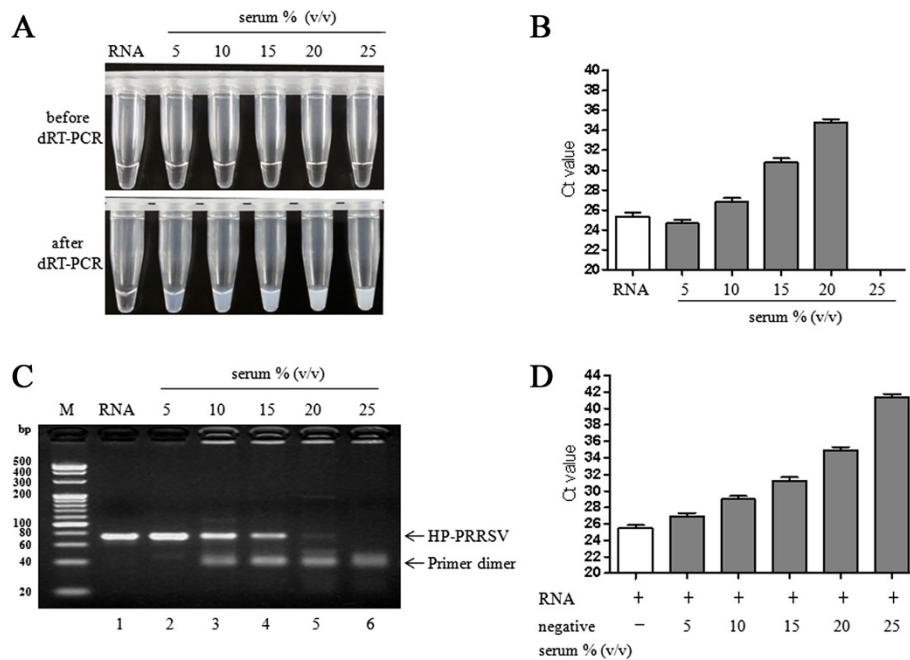 A
serum % (v/v)
RNA 5 10 15 20 25
before
dRT-PCR
after
dRT-PCR
B
Ct value
40
38
36
34
32
30
28
26
24
22
20
RNA 5 10 15 20 25
serum % (v/v)
C
serum % (v/v)
M RNA 5 10 15 20 25
bp
500
400
300
200
100
80
60
40
20
HP-PRRSV
Primer dimer
1 2 3 4 5 6
D
Ct value
44
42
40
38
36
34
32
30
28
26
24
22
20
RNA + + + + + +
negative − 5 10 15 20 25
serum % (v/v)